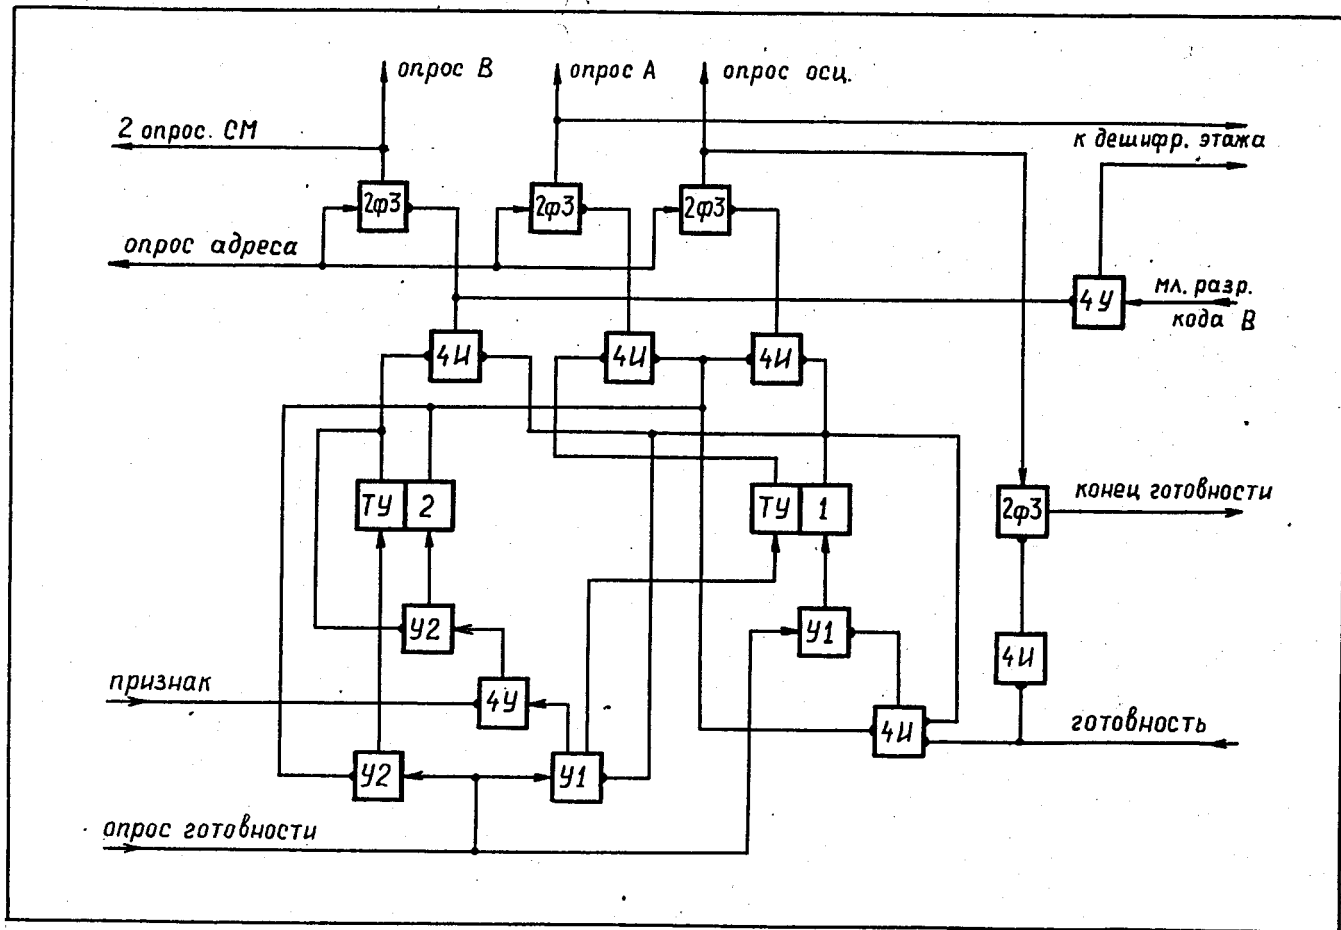 опрос В
опрос А
опрос осц.
2 опрос. СМ
к дешифр. этажа
2ф3
2ф3
2ф3
опрос адреса
4У
мл. разр.
кода В
4И
4И
4И
ТУ 2
ТУ 1
2ф3
конец готовности
У2
У1
4И
признак
4У
4И
готовность
У2
У1
опрос готовности